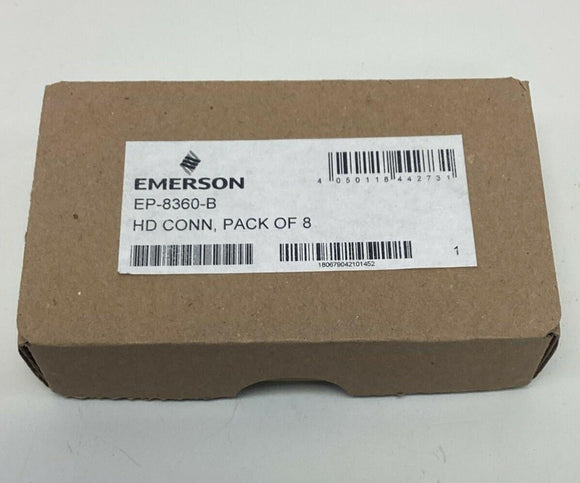 EMERSON
4 050118 442731
EP-8360-B
HD CONN, PACK OF 8
180679042101452
1